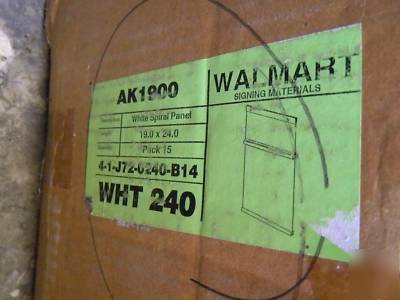 AK1900
White Spiral Panel
19.0 x 24.0
Pack 15
4-1-J72-0240-B14
WHT 240
WALMART
SIGNING MATERIALS